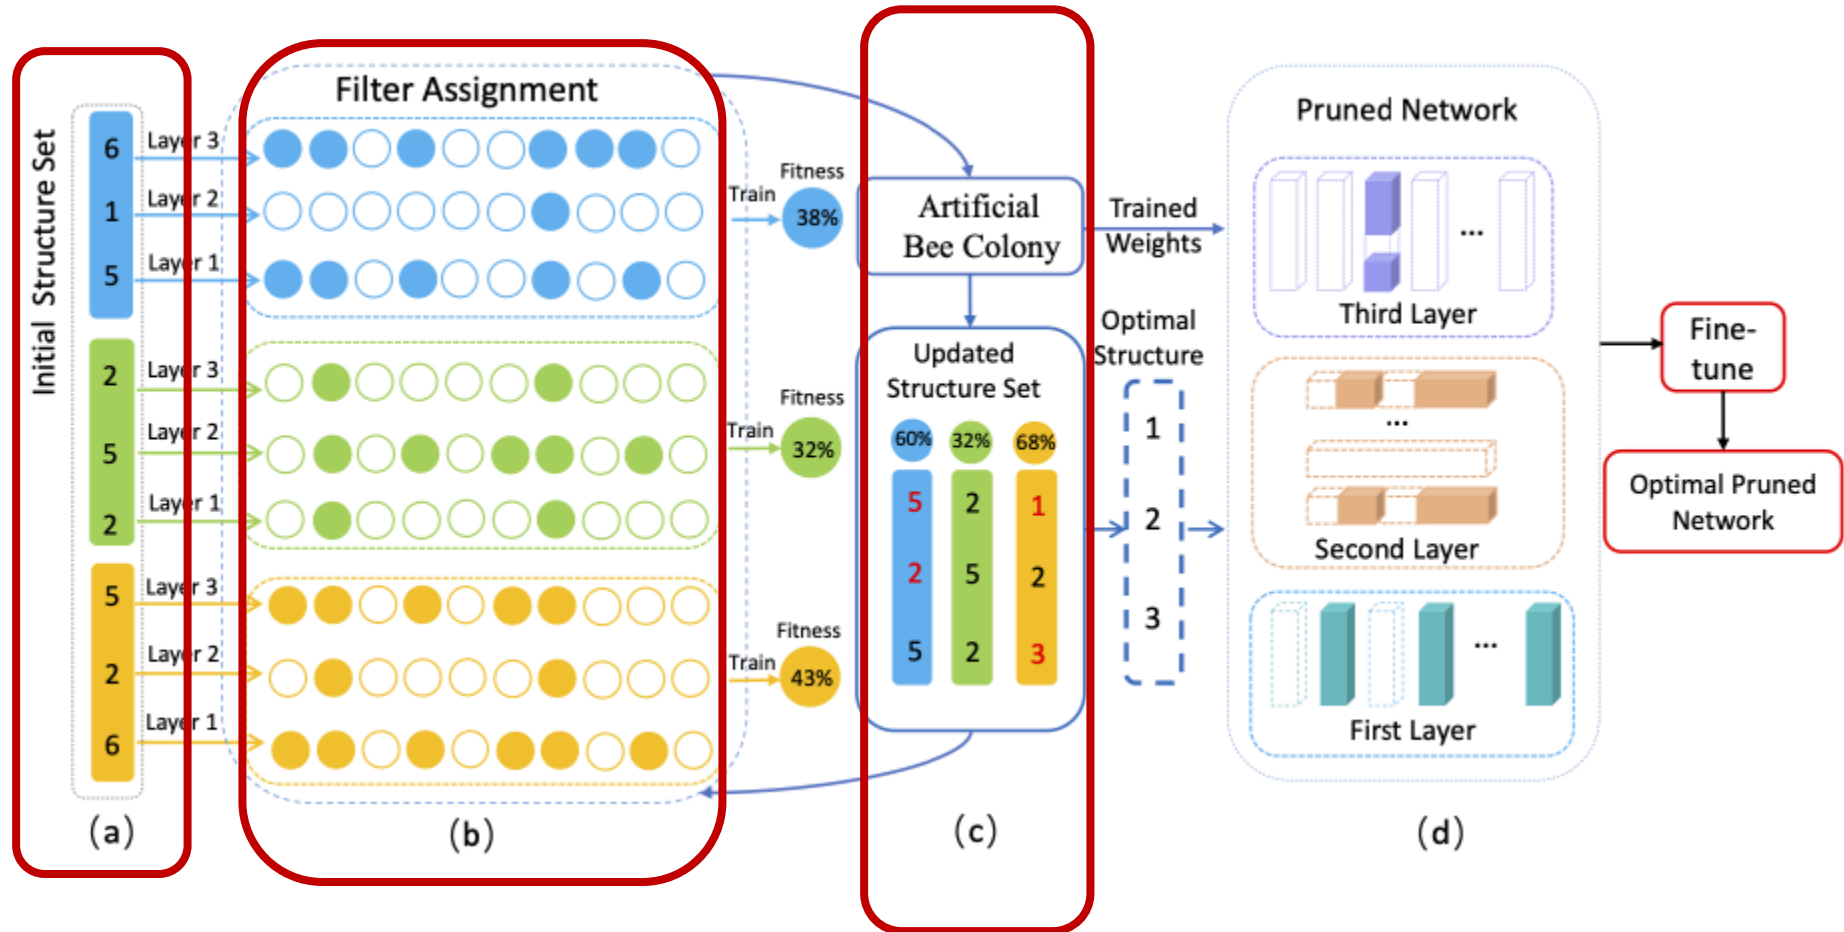 Initial Structure Set
6
1
5
2
5
2
5
2
6
(a)
Layer 3
Layer 2
Layer 1
Layer 3
Layer 2
Layer 1
Layer 3
Layer 2
Layer 1
Filter Assignment
(b)
Train
Fitness
38%
Train
Fitness
32%
Train
Fitness
43%
Artificial
Bee Colony
Updated
Structure Set
60% 32% 68%
5 2 1
2 5 2
5 2 3
(c)
Trained
Weights
Optimal
Structure
1
2
3
Pruned Network
...
Third Layer
...
Second Layer
...
First Layer
(d)
Fine-
tune
Optimal Pruned
Network